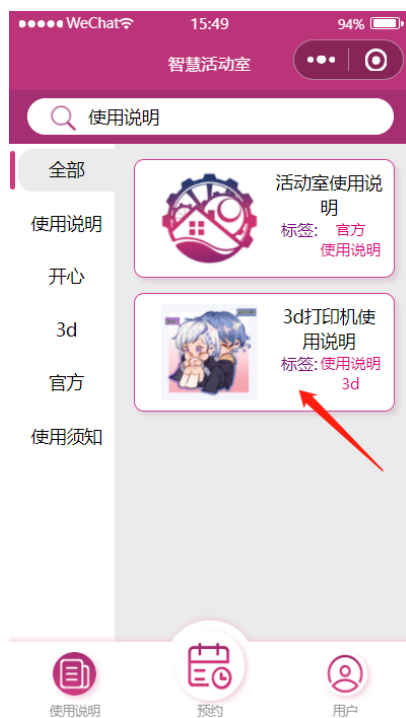 WeChat
15:49
94%
智慧活动室
使用说明
全部
使用说明
开心
3d
官方
使用须知
活动室使用说
明
标签: 官方
使用说明
3d打印机使
用说明
标签: 使用说明
3d
使用说明
预约
用户